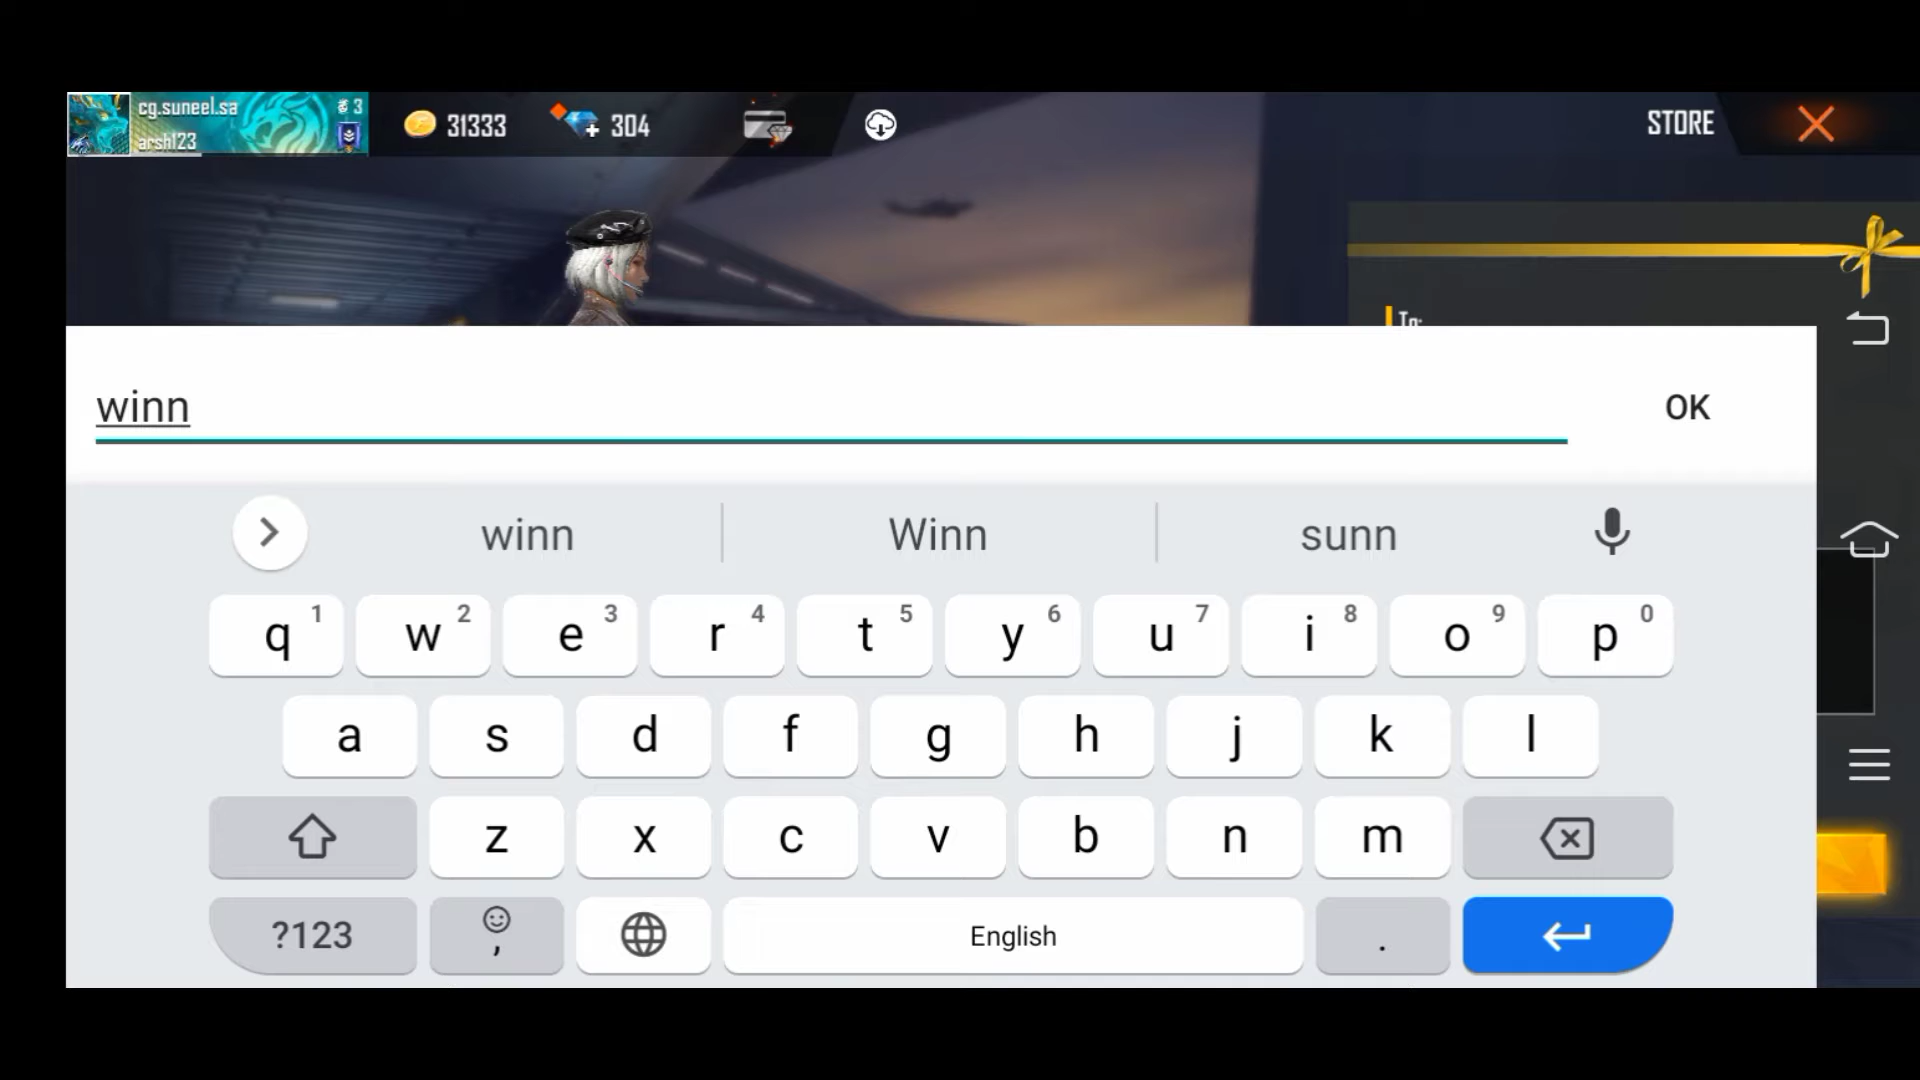 cg.suneel.sa
arsh123
3
31333
304
STORE
To:
winn
OK
winn
Winn
sunn
q 1 w 2 e 3 r 4 t 5 y 6 u 7 i 8 o 9 p 0
a s d f g h j k l
z x c v b n m
?123 , English .